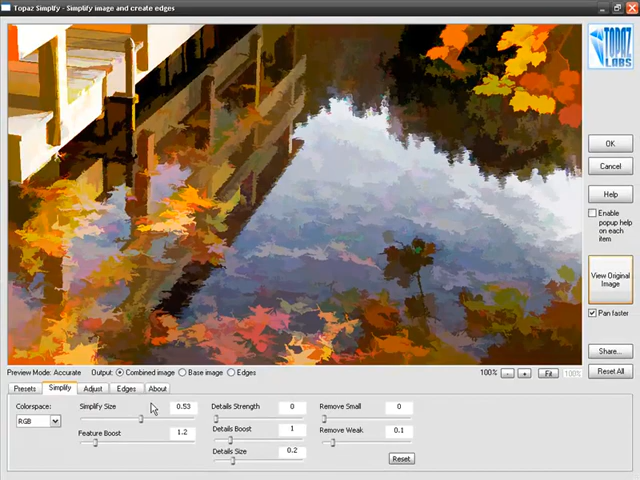 Topaz Simplify - Simplify image and create edges
TOPAZ
LABS
OK
Cancel
Help
Enable
popup help
on each
item
View Original
Image
Pan faster
Share...
Reset All
Preview Mode: Accurate Output: Combined image Base image Edges 100% - + Fit 100%
Presets Simplify Adjust Edges About
Colorspace: Simplify Size 0.53 Details Strength 0 Remove Small 0
RGB
Feature Boost 1.2 Details Boost 1 Remove Weak 0.1
Details Size 0.2
Reset